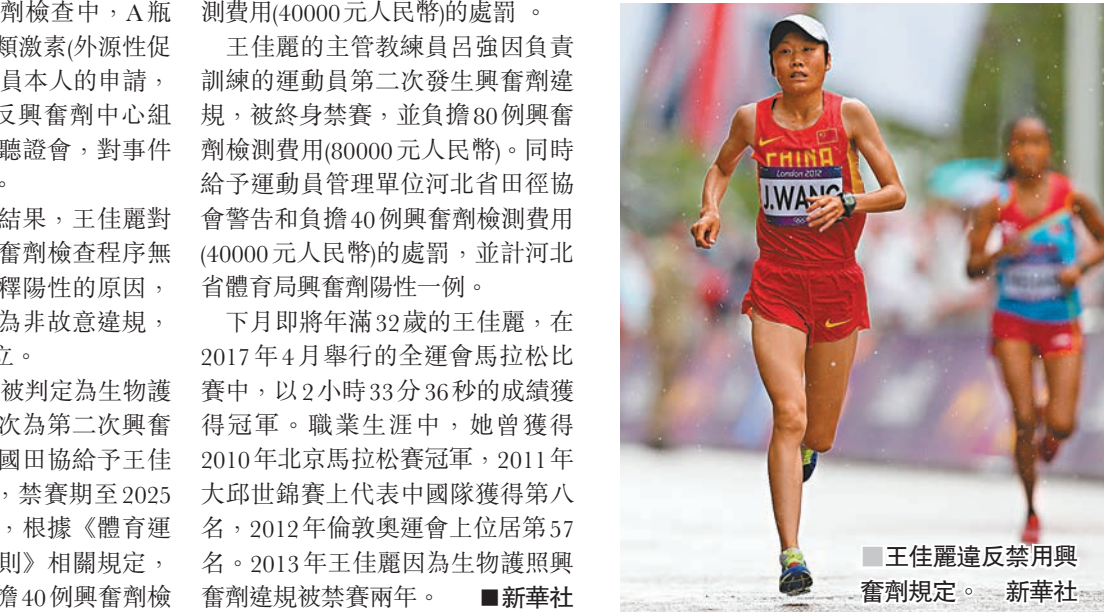 劑檢查中，A瓶
類激素(外源性促
員本人的申請，
反興奮劑中心組
聽證會，對事件
。
結果，王佳麗對
奮劑檢查程序無
釋陽性的原因，
為非故意違規，
立。
被判定為生物護
次為第二次興奮
國田協給予王佳
，禁賽期至2025
，根據《體育運
則》相關規定，
擔40例興奮劑檢
測費用(40000元人民幣)的處罰 。
王佳麗的主管教練員呂強因負責
訓練的運動員第二次發生興奮劑違
規，被終身禁賽，並負擔80例興奮
劑檢測費用(80000元人民幣)。同時
給予運動員管理單位河北省田徑協
會警告和負擔40例興奮劑檢測費用
(40000元人民幣)的處罰，並計河北
省體育局興奮劑陽性一例。
下月即將年滿32歲的王佳麗，在
2017年4月舉行的全運會馬拉松比
賽中，以2小時33分36秒的成績獲
得冠軍。職業生涯中，她曾獲得
2010年北京馬拉松賽冠軍，2011年
大邱世錦賽上代表中國隊獲得第八
名，2012年倫敦奧運會上位居第57
名。2013年王佳麗因為生物護照興
奮劑違規被禁賽兩年。 ■新華社
CHINA
London 2012
J.WANG
■王佳麗違反禁用興
奮劑規定。 新華社